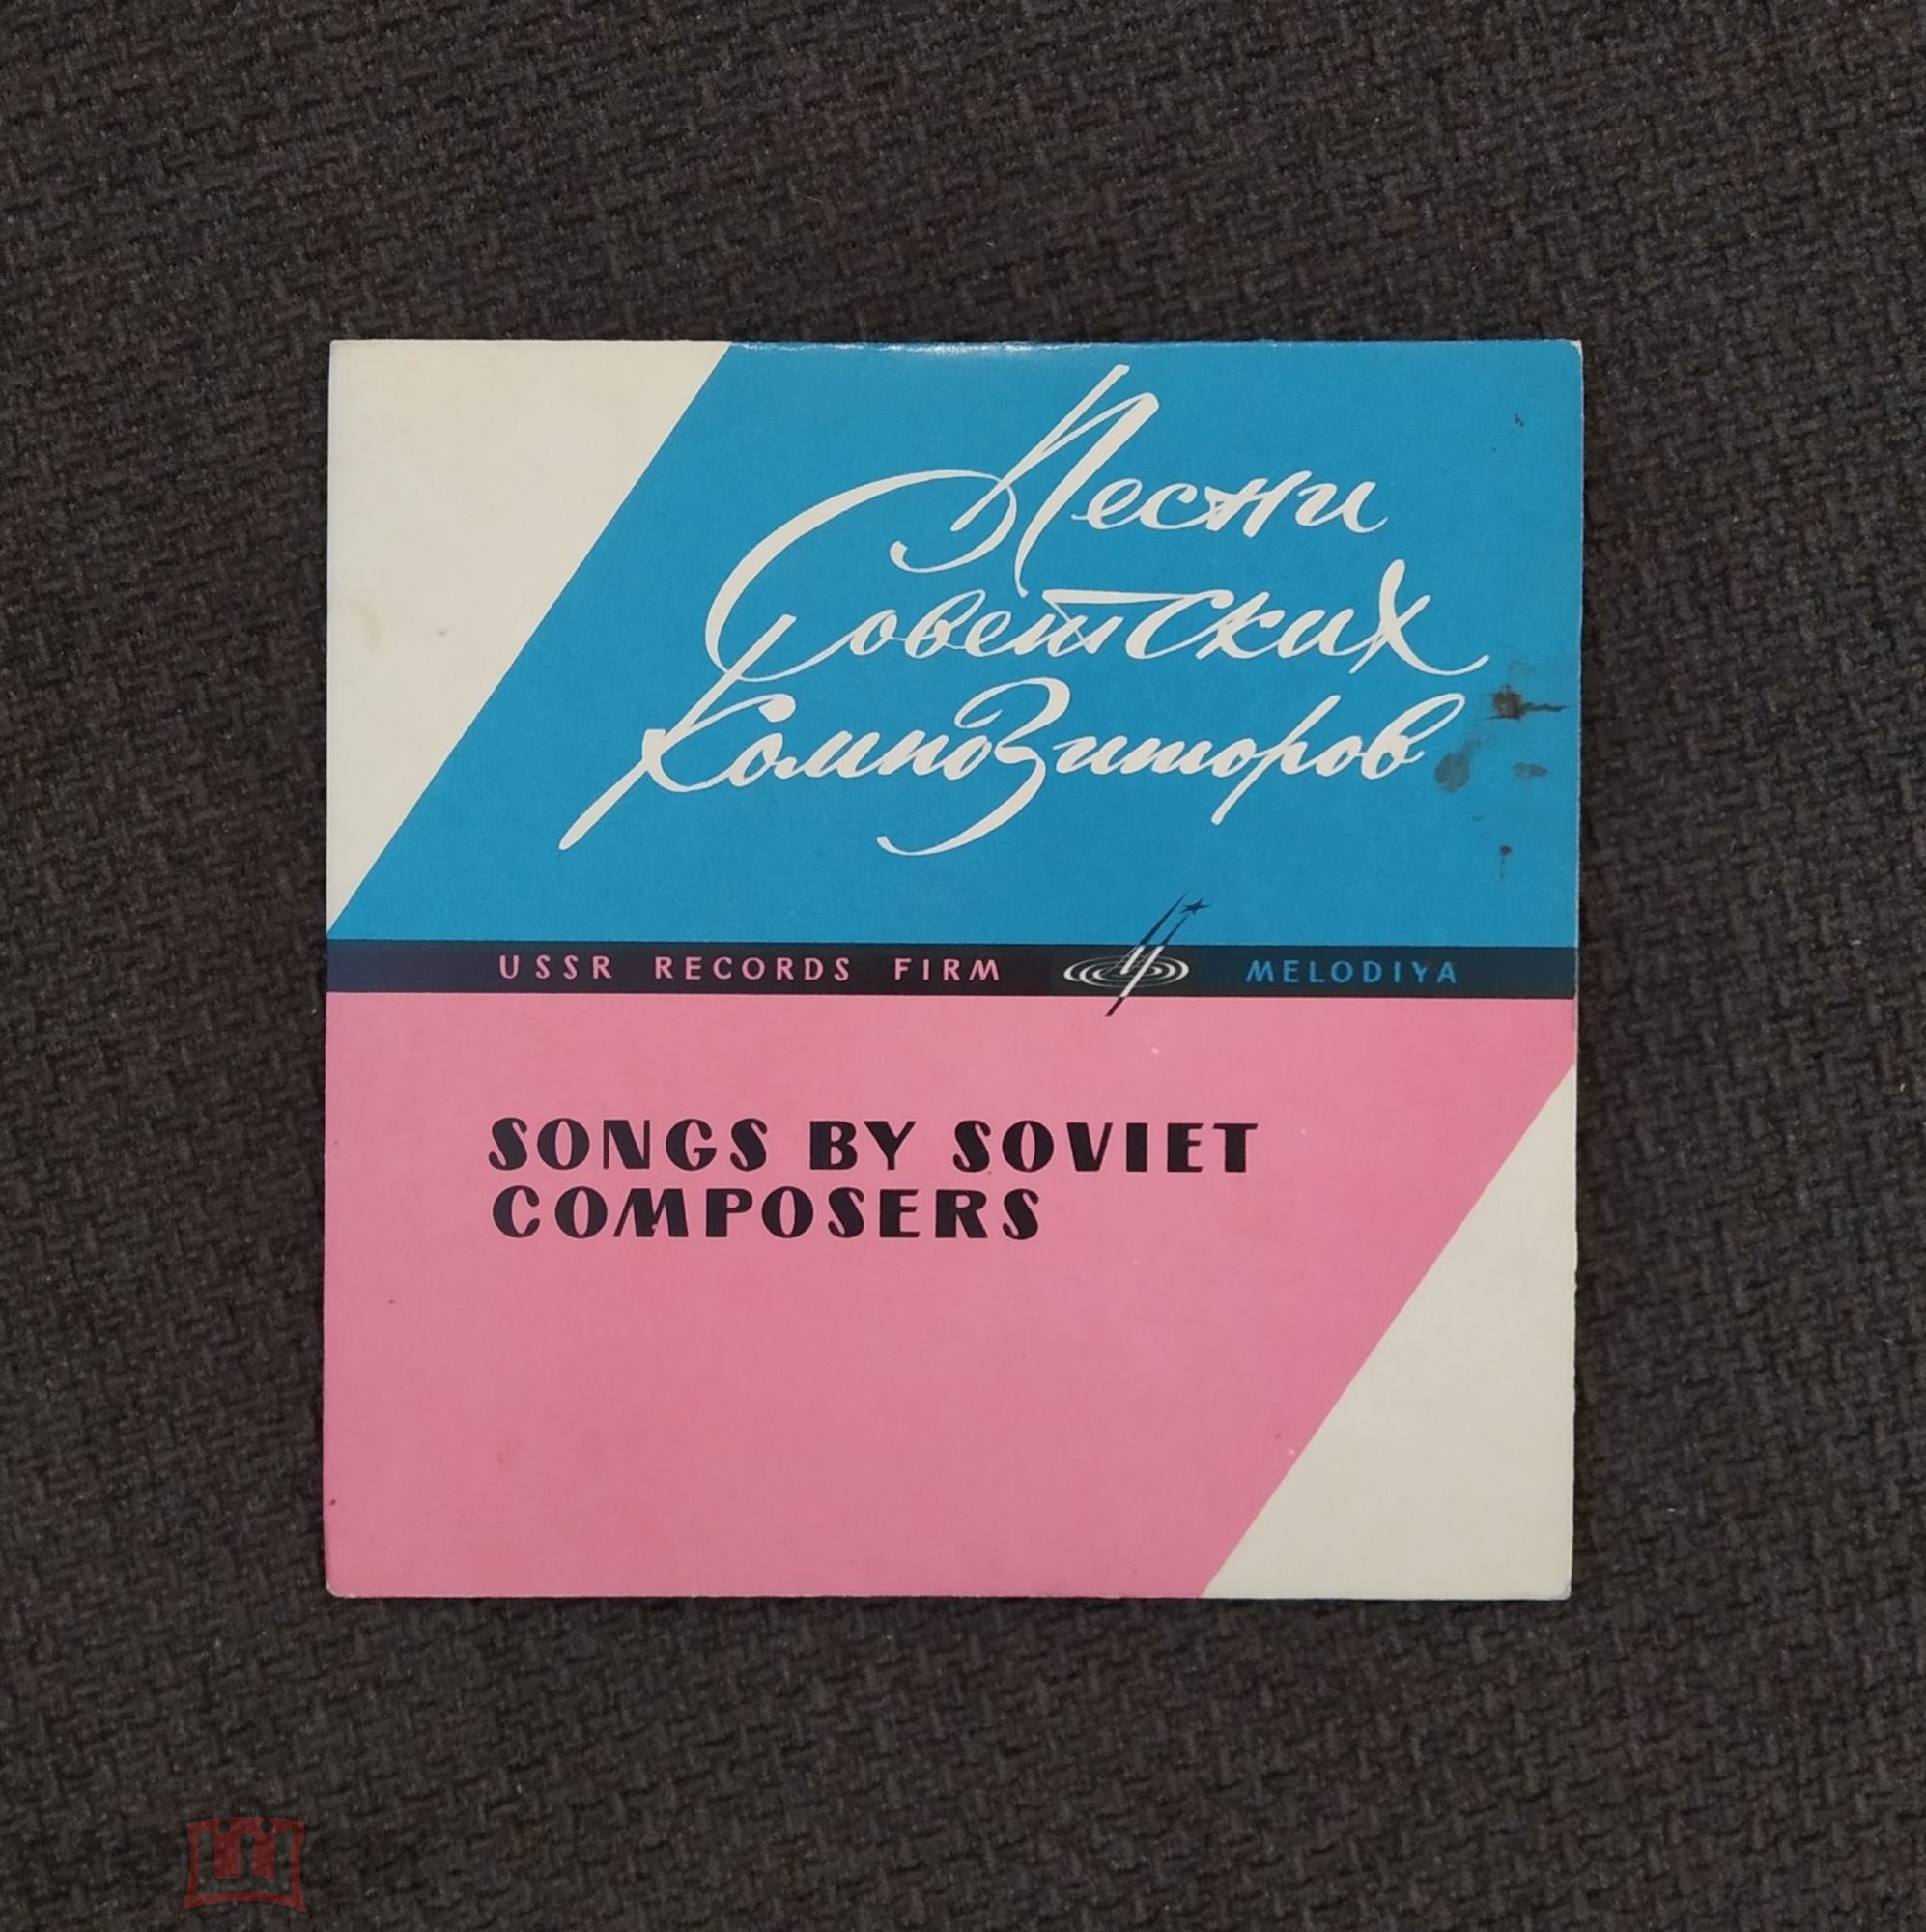 Песни
Советских
Композиторов
USSR RECORDS FIRM MELODIYA
SONGS BY SOVIET
COMPOSERS